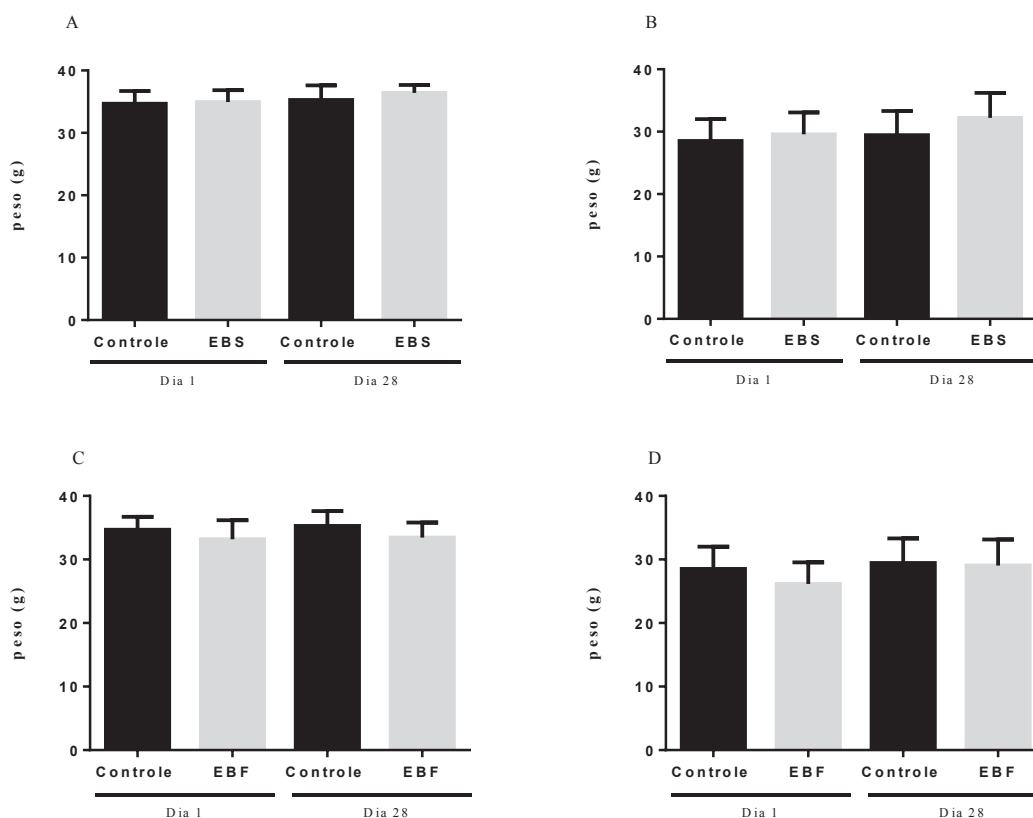 A
peso (g)
40
30
20
10
0
Controle EBS Controle EBS
Dia 1 Dia 28
B
peso (g)
40
30
20
10
0
Controle EBS Controle EBS
Dia 1 Dia 28
C
peso (g)
40
30
20
10
0
Controle EBF Controle EBF
Dia 1 Dia 28
D
peso (g)
40
30
20
10
0
Controle EBF Controle EBF
Dia 1 Dia 28